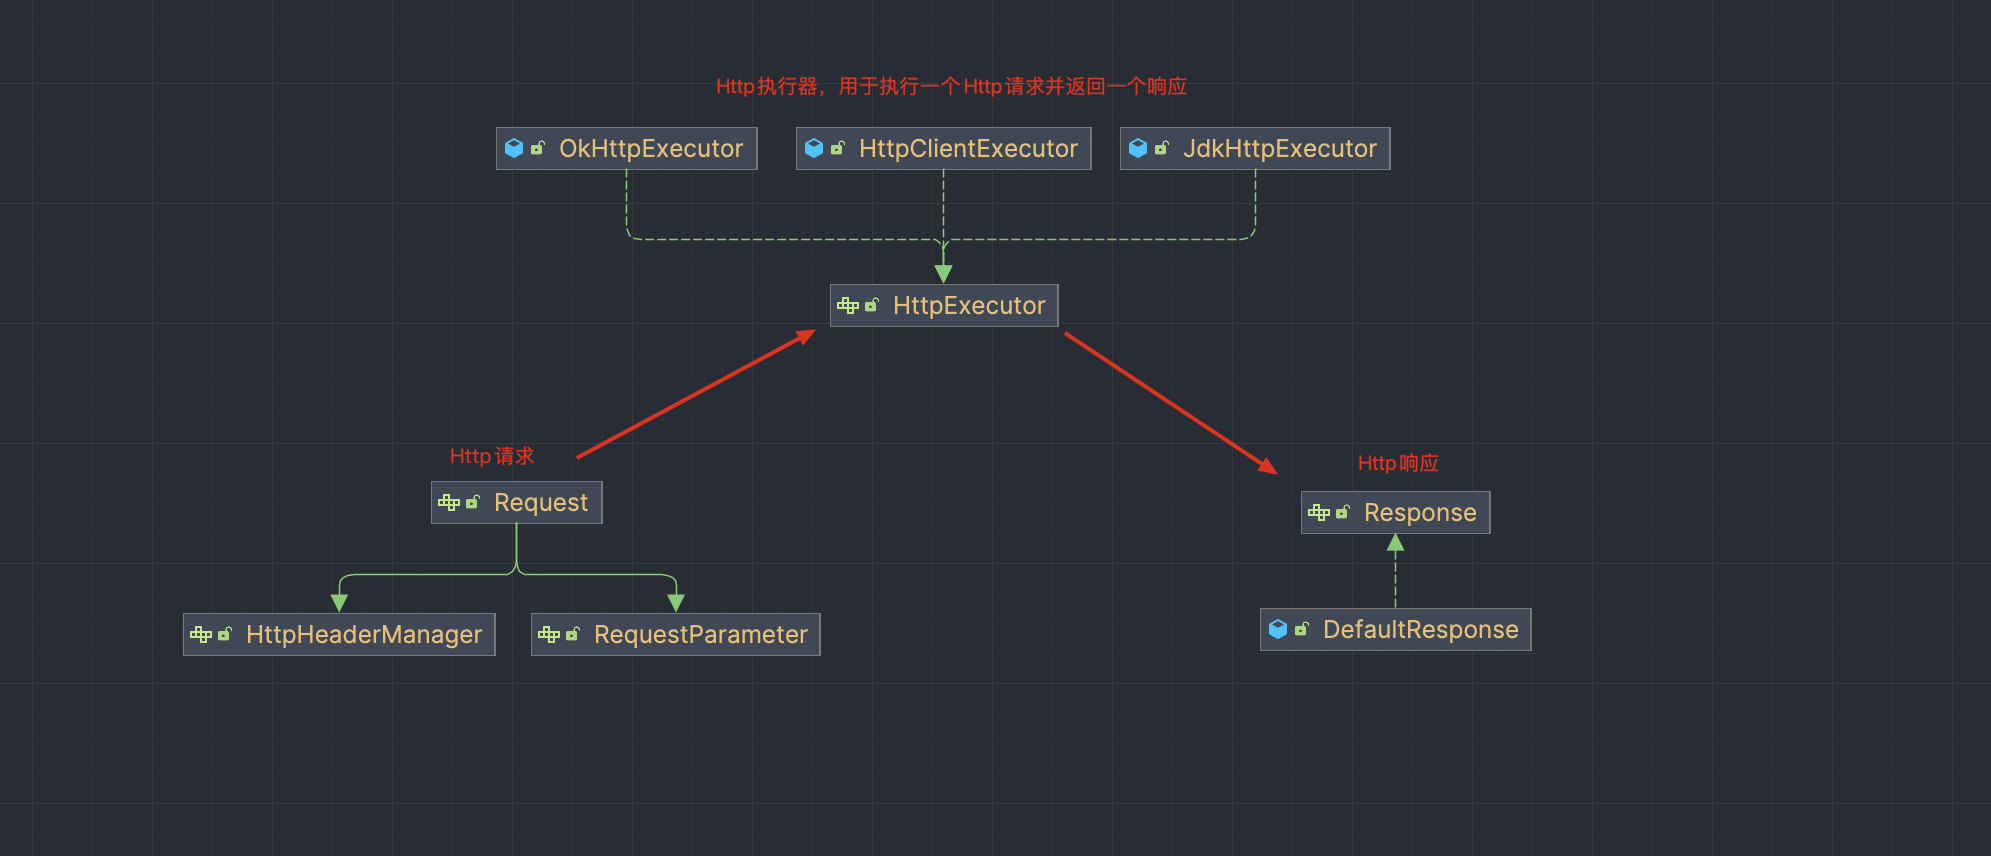 Http执行器，用于执行一个Http请求并返回一个响应
OkHttpExecutor
HttpClientExecutor
JdkHttpExecutor
HttpExecutor
Http请求
Http响应
Request
Response
HttpHeaderManager
RequestParameter
DefaultResponse